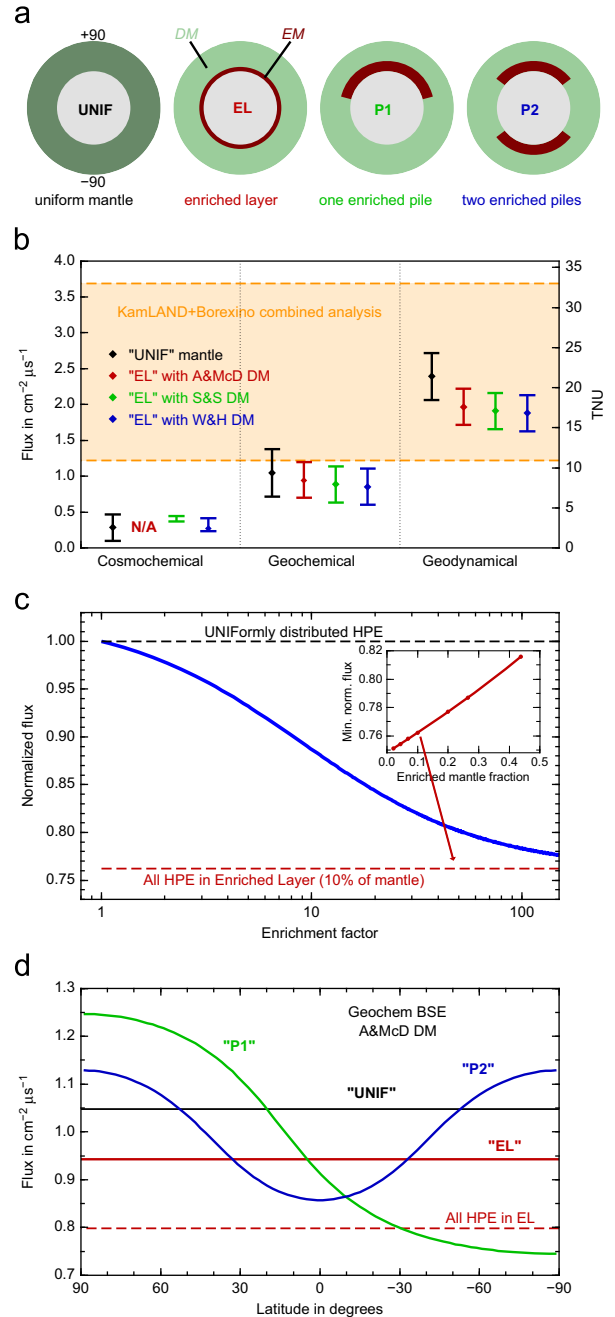 a
+90
DM
EM
UNIF
EL
P1
P2
−90
uniform mantle
enriched layer
one enriched pile
two enriched piles
b
Flux in cm−2 μs−1
4.0
3.5
3.0
2.5
2.0
1.5
1.0
0.5
0.0
KamLAND+Borexino combined analysis
"UNIF" mantle
"EL" with A&McD DM
"EL" with S&S DM
"EL" with W&H DM
N/A
Cosmochemical
Geochemical
Geodynamical
30
25
20
15
10
5
0
TNU
c
Normalized flux
1.00
0.95
0.90
0.85
0.80
0.75
UNIFormly distributed HPE
Min. norm. flux
0.82
0.80
0.78
0.76
0.0 0.1 0.2 0.3 0.4 0.5
Enriched mantle fraction
All HPE in Enriched Layer (10% of mantle)
1 10 100
Enrichment factor
d
Flux in cm−2 μs−1
1.3
1.2
1.1
1.0
0.9
0.8
0.7
Geochem BSE
A&McD DM
"P1"
"P2"
"UNIF"
"EL"
All HPE in EL
90 60 30 0 −30 −60 −90
Latitude in degrees